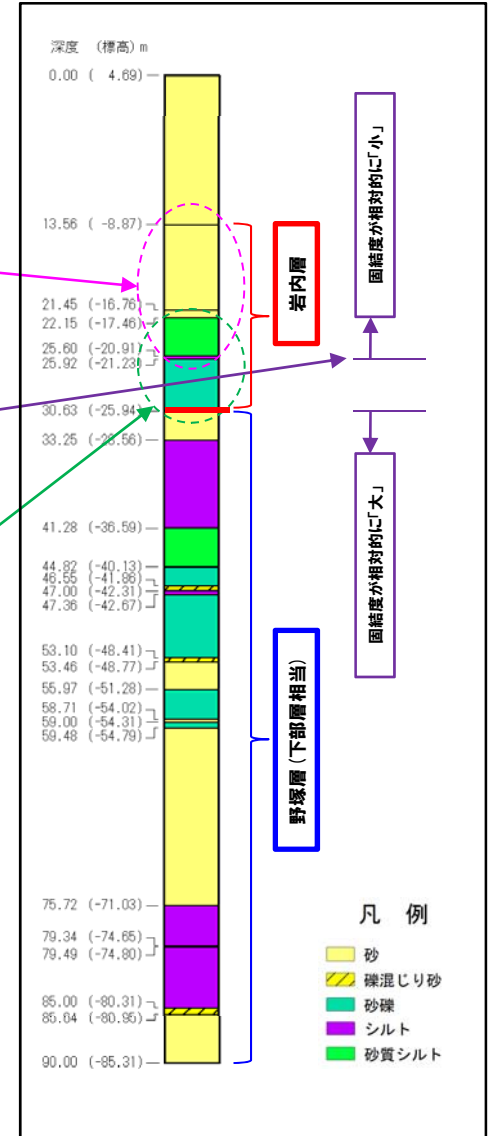 深度 (標高) m
0.00 ( 4.69)
13.56 ( -8.87)
21.45 (-16.76)
22.15 (-17.46)
25.60 (-20.91)
25.92 (-21.23)
30.63 (-25.94)
33.25 (-28.56)
41.28 (-36.59)
44.82 (-40.13)
46.55 (-41.86)
47.00 (-42.31)
47.36 (-42.67)
53.10 (-48.41)
53.46 (-48.77)
55.97 (-51.28)
58.71 (-54.02)
59.00 (-54.31)
59.48 (-54.79)
75.72 (-71.03)
79.34 (-74.65)
79.49 (-74.80)
85.00 (-80.31)
85.64 (-80.95)
90.00 (-85.31)
岩内層
野塚層(下部層相当)
固結度が相対的に「小」
固結度が相対的に「大」
凡 例
砂
礫混じり砂
砂礫
シルト
砂質シルト